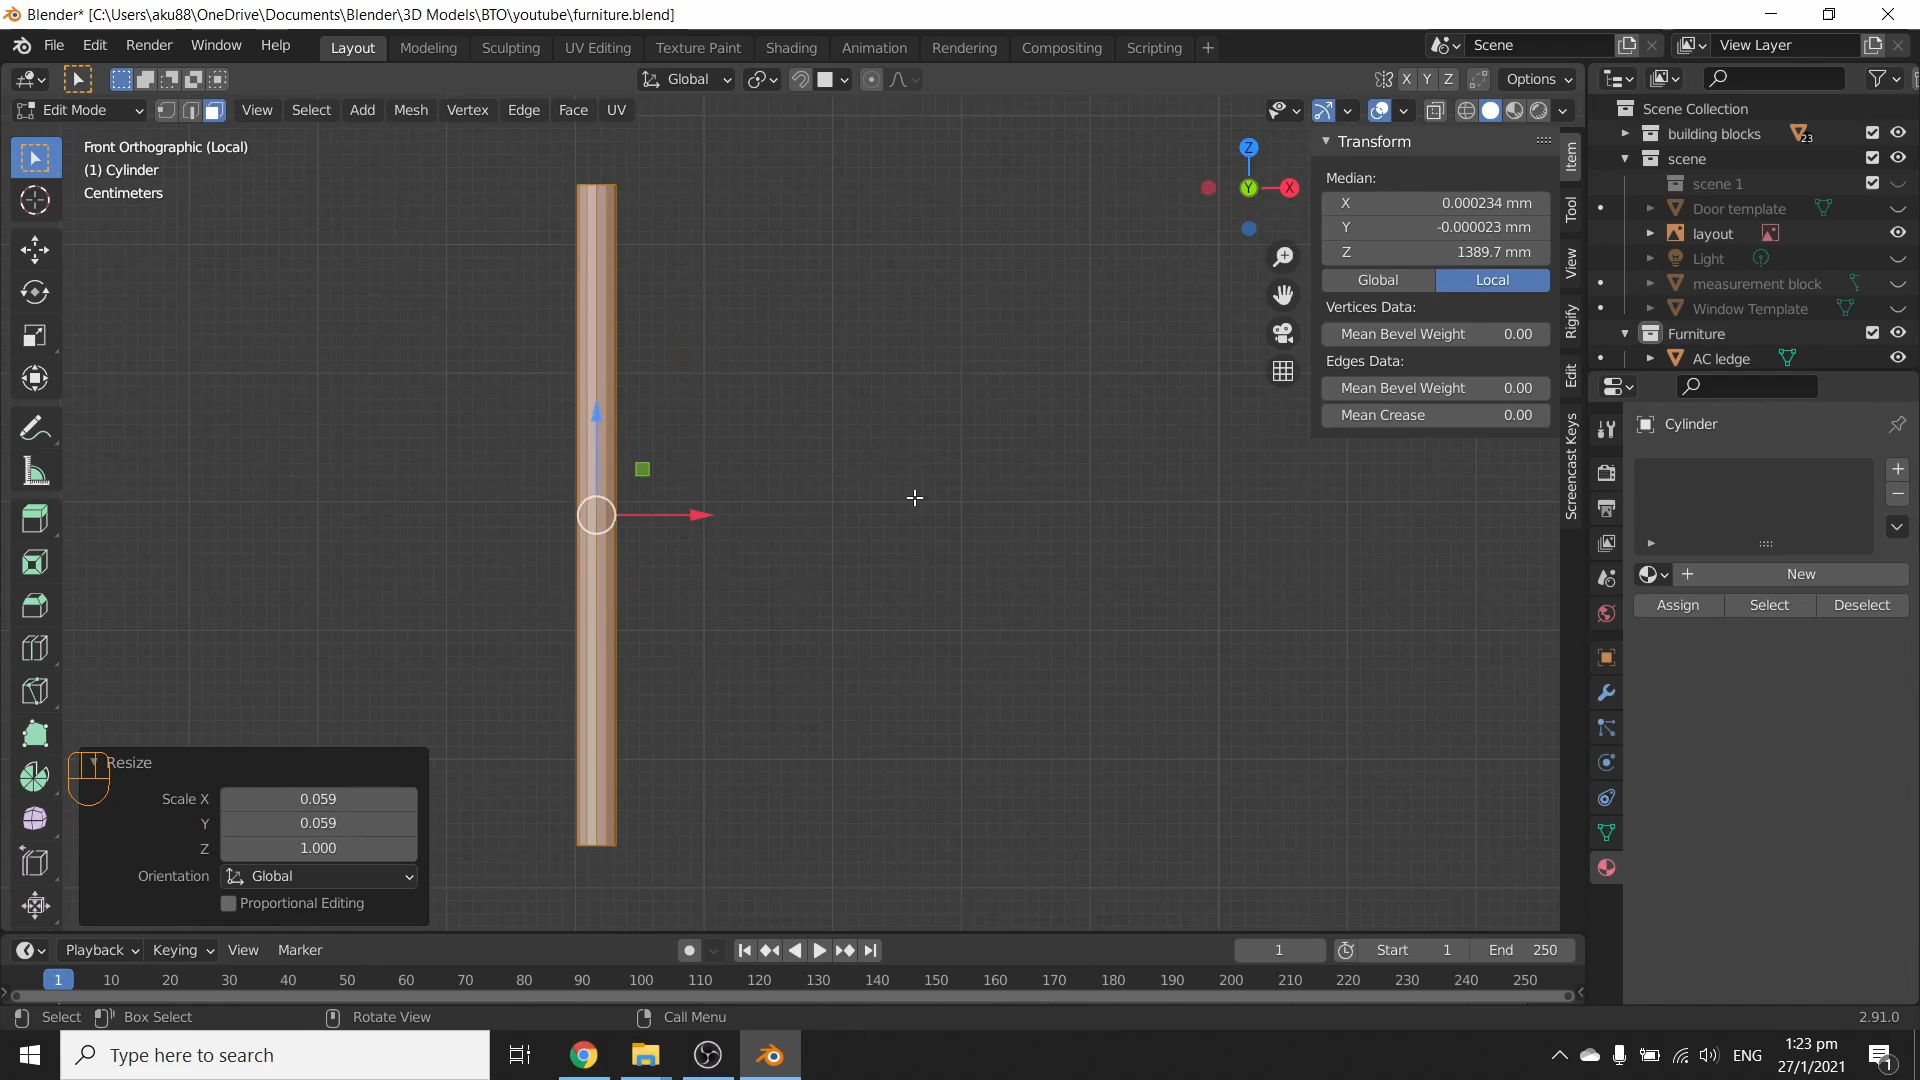 Blender* [C:\Users\aku88\OneDrive\Documents\Blender\3D Models\BTO\youtube\furniture.blend]
File Edit Render Window Help Layout Modeling Sculpting UV Editing Texture Paint Shading Animation Rendering Compositing Scripting + Scene View Layer
Global X Y Z Options
Edit Mode View Select Add Mesh Vertex Edge Face UV
Front Orthographic (Local)
(1) Cylinder
Centimeters
Z
Y
X
Transform
Median:
X 0.000234 mm
Y -0.000023 mm
Z 1389.7 mm
Global Local
Vertices Data:
Mean Bevel Weight 0.00
Edges Data:
Mean Bevel Weight 0.00
Mean Crease 0.00
Item
Tool
View
Rigify
Edit
Screencast Keys
Scene Collection
building blocks 23
scene
scene 1
Door template
layout
Light
measurement block
Window Template
Furniture
AC ledge
Cylinder
New
Assign Select Deselect
Resize
Scale X 0.059
Y 0.059
Z 1.000
Orientation Global
Proportional Editing
Playback Keying View Marker 1 Start 1 End 250
1 10 20 30 40 50 60 70 80 90 100 110 120 130 140 150 160 170 180 190 200 210 220 230 240 250
Select Box Select Rotate View Call Menu 2.91.0
Type here to search ENG 1:23 pm
27/1/2021
1